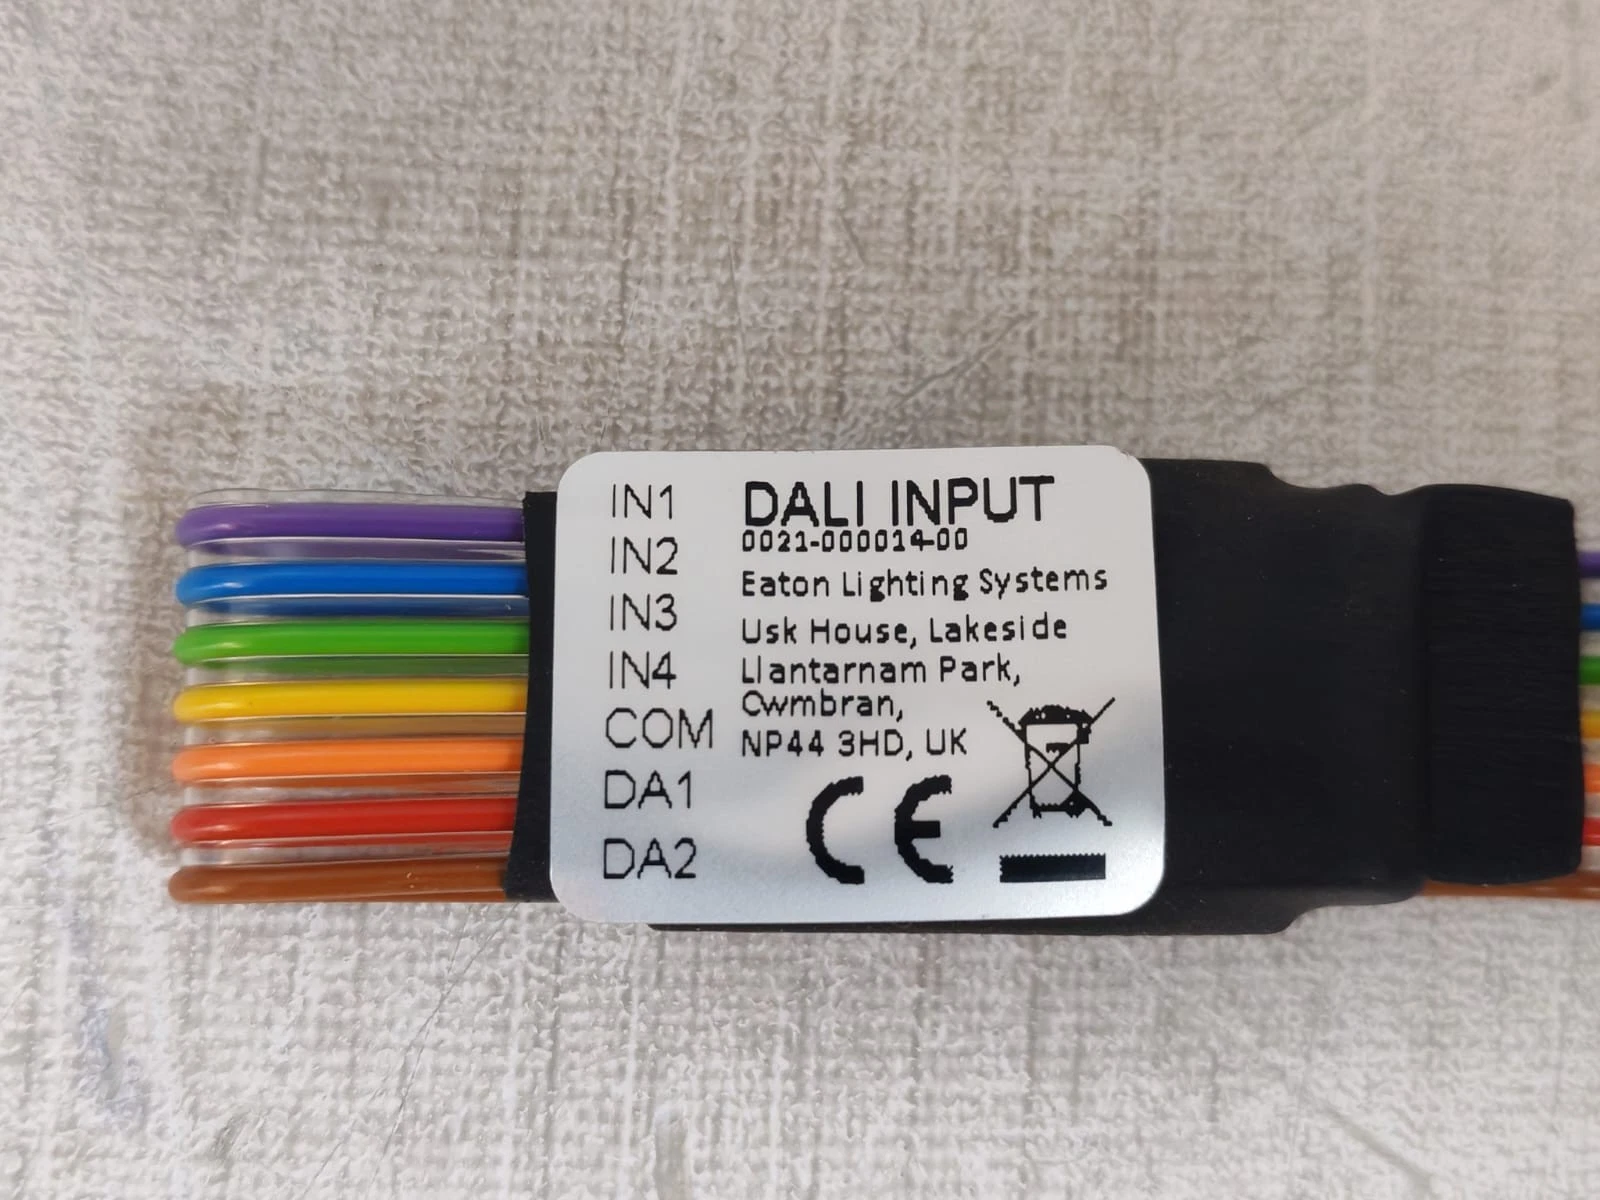 IN1
IN2
IN3
IN4
COM
DA1
DA2
DALI INPUT
0021-000014-00
Eaton Lighting Systems
Usk House, Lakeside
Llantarnam Park,
Cwmbran,
NP44 3HD, UK
CE